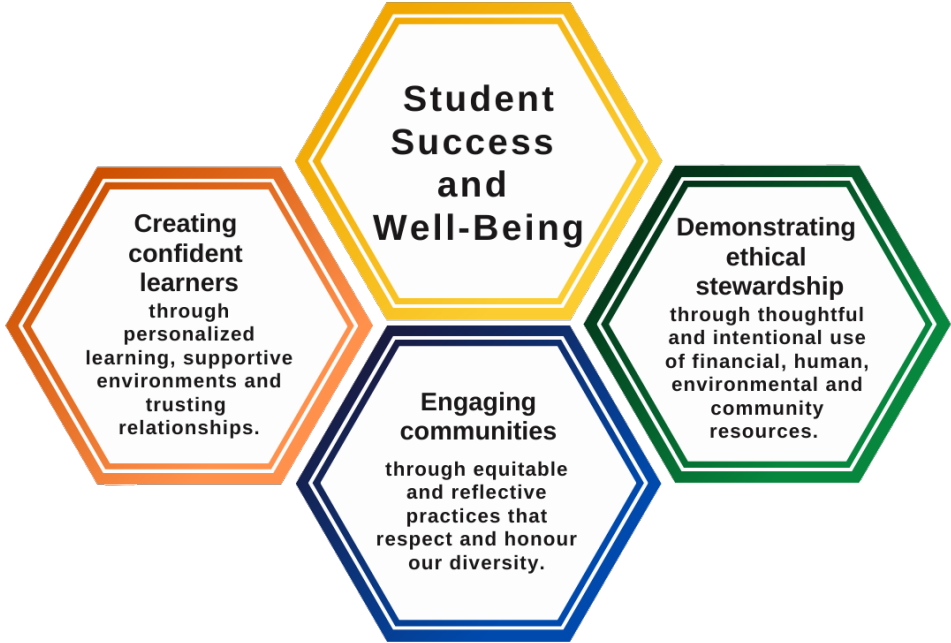 Student
Success
and
Well-Being
Creating
confident
learners
through
personalized
learning, supportive
environments and
trusting
relationships.
Engaging
communities
through equitable
and reflective
practices that
respect and honour
our diversity.
Demonstrating
ethical
stewardship
through thoughtful
and intentional use
of financial, human,
environmental and
community
resources.